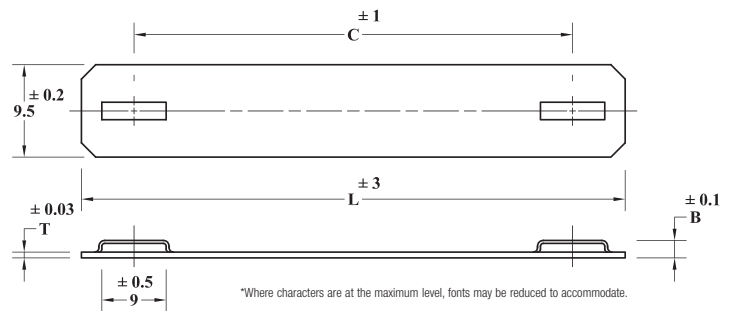 ± 1
C
± 0.2
9.5
± 3
L
± 0.03
T
± 0.1
B
± 0.5
9
*Where characters are at the maximum level, fonts may be reduced to accommodate.